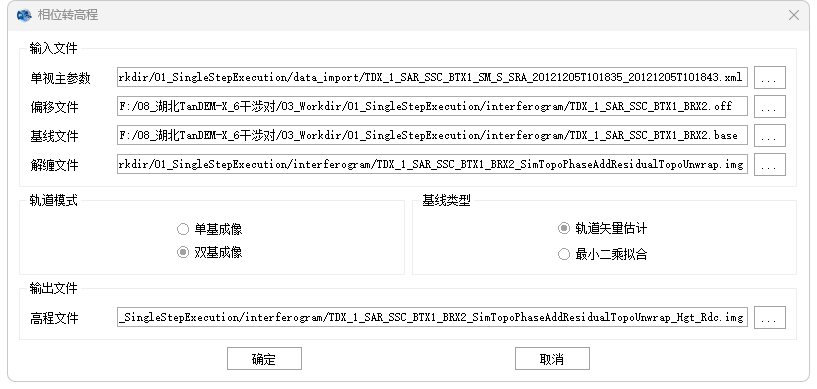 相位转高程
输入文件
单视主参数 rkdir/01_SingleStepExecution/data_import/TDX_1_SAR_SSC_BTX1_SM_S_SRA_20121205T101835_20121205T101843.xml ...
偏移文件 F:/08_湖北TanDEM-X_6干涉对/03_Workdir/01_SingleStepExecution/interferogram/TDX_1_SAR_SSC_BTX1_BRX2.off ...
基线文件 F:/08_湖北TanDEM-X_6干涉对/03_Workdir/01_SingleStepExecution/interferogram/TDX_1_SAR_SSC_BTX1_BRX2.base ...
解缠文件 rkdir/01_SingleStepExecution/interferogram/TDX_1_SAR_SSC_BTX1_BRX2_SimTopoPhaseAddResidualTopoUnwrap.img ...
轨道模式
单基成像
双基成像
基线类型
轨道矢量估计
最小二乘拟合
输出文件
高程文件 _SingleStepExecution/interferogram/TDX_1_SAR_SSC_BTX1_BRX2_SimTopoPhaseAddResidualTopoUnwrap_Hgt_Rdc.img ...
确定 取消